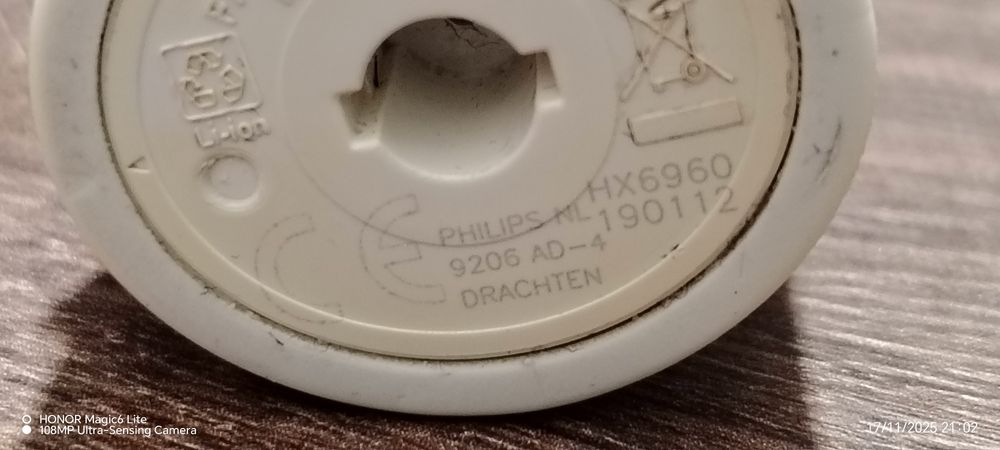 Li-ion
CE
HX6960
PHILIPS NL 190112
9206 AD-4
DRACHTEN
HONOR Magic6 Lite
108MP Ultra-Sensing Camera
17/11/2025 21:02